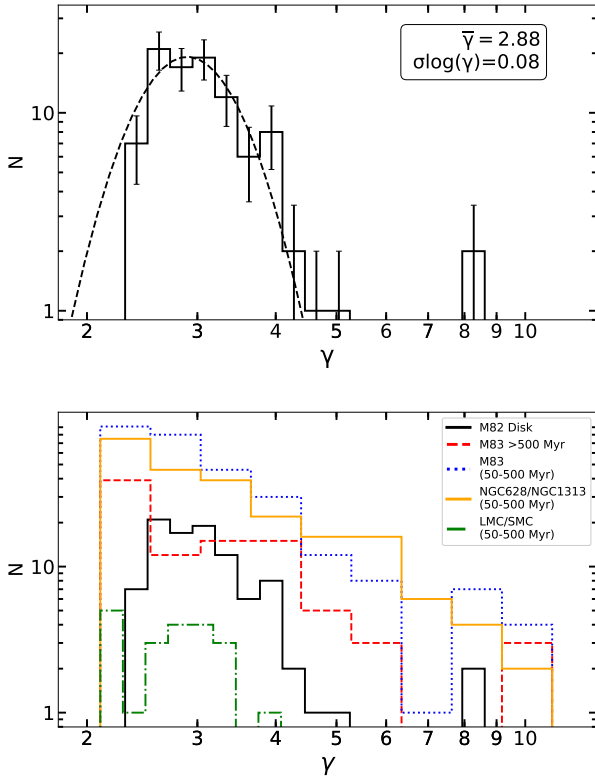 γ̅ = 2.88
σlog(γ)=0.08
N
10
1
2
3
4
5
6
7
8
9
10
γ
M82 Disk
M83 >500 Myr
M83
(50-500 Myr)
NGC628/NGC1313
(50-500 Myr)
LMC/SMC
(50-500 Myr)
N
10
1
2
3
4
5
6
7
8
9
10
γ